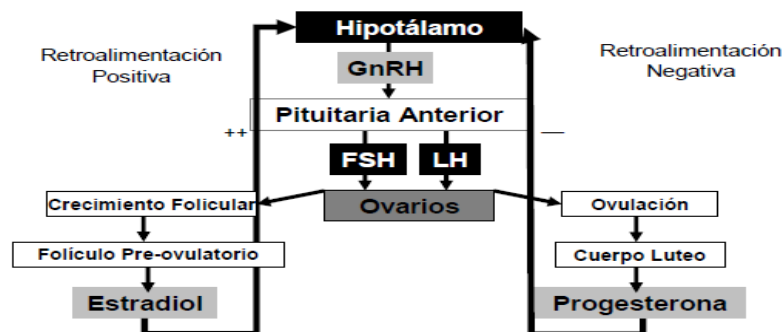 Hipotálamo
Retroalimentación
Positiva
Retroalimentación
Negativa
GnRH
Pituitaria Anterior
++
—
FSH
LH
Ovarios
Crecimiento Folicular
Ovulación
Folículo Pre-ovulatorio
Cuerpo Luteo
Estradiol
Progesterona